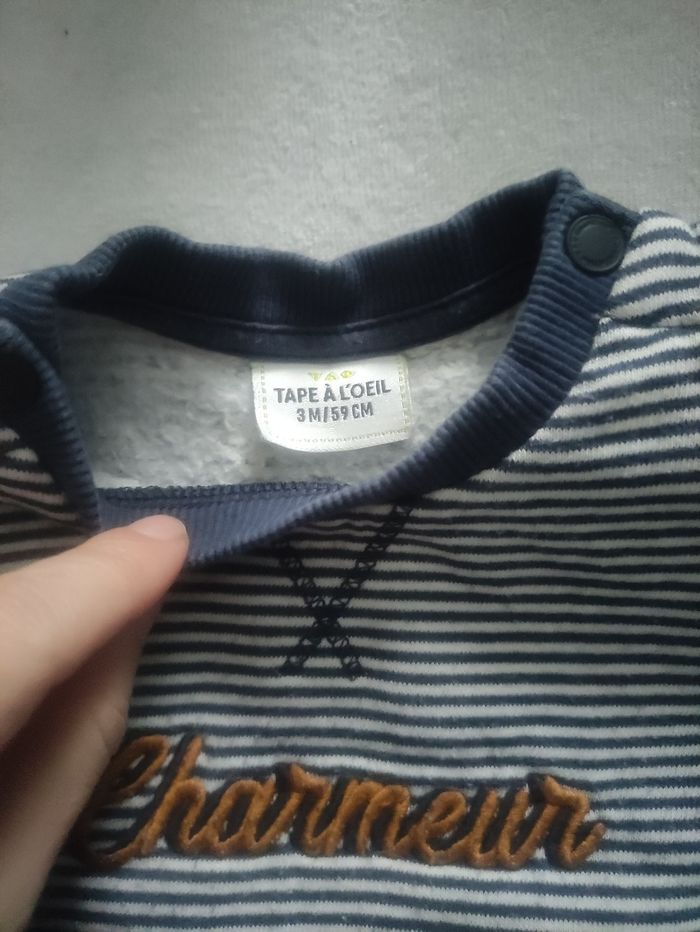 TAO
TAPE À L'OEIL
3M/59CM
Charmeur